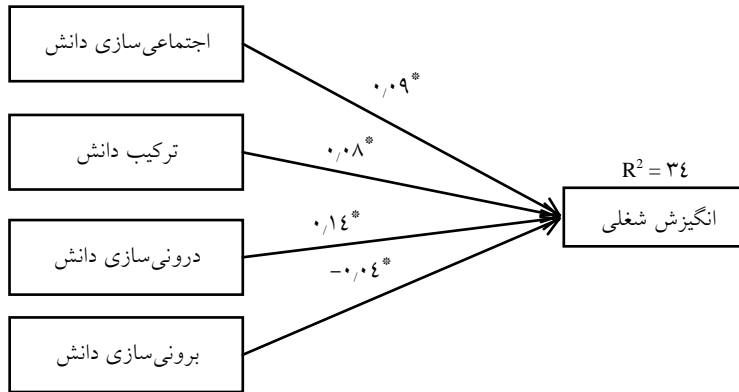 اجتماعی‌سازی دانش
۰/۰۹*
ترکیب دانش
۰/۰۸*
R² = ٣٤
انگیزش شغلی
درونی‌سازی دانش
۰/۱٤*
-۰/۰٤*
برونی‌سازی دانش